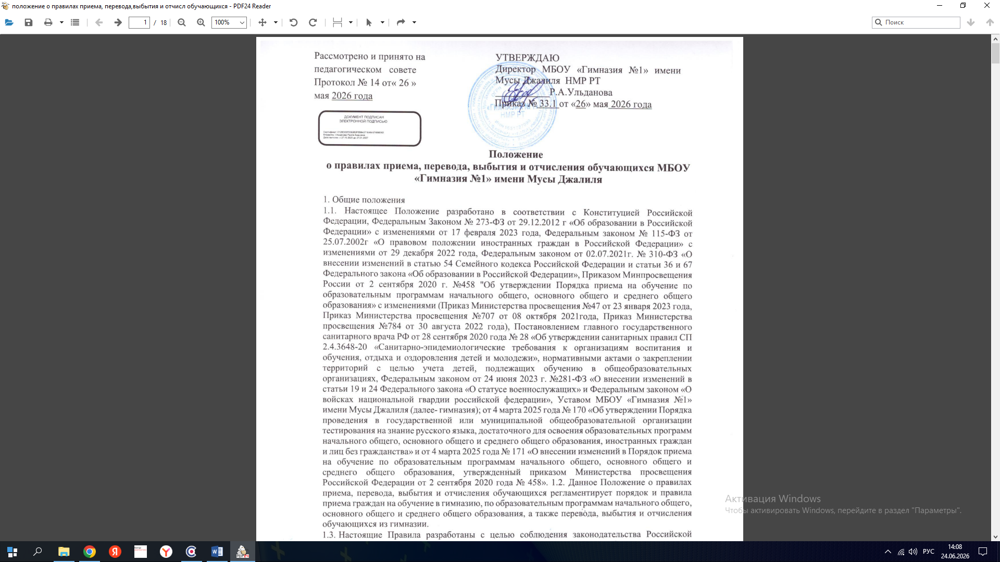 положение о правилах приема, перевода,выбытия и отчисл обучающихся - PDF24 Reader
1 / 18
100%
Поиск
Рассмотрено и принято на
педагогическом совете
Протокол № 14 от« 26 »
мая 2026 года
УТВЕРЖДАЮ
Директор МБОУ «Гимназия №1» имени
Мусы Джалиля НМР РТ
Р.А.Ульданова
Приказ № 33.1 от «26» мая 2026 года
ДОКУМЕНТ ПОДПИСАН
ЭЛЕКТРОННОЙ ПОДПИСЬЮ
Положение
о правилах приема, перевода, выбытия и отчисления обучающихся МБОУ
«Гимназия №1» имени Мусы Джалиля
1. Общие положения
1.1. Настоящее Положение разработано в соответствии с Конституцией Российской
Федерации, Федеральным Законом № 273-ФЗ от 29.12.2012 г «Об образовании в Российской
Федерации» с изменениями от 17 февраля 2023 года, Федеральным законом № 115-ФЗ от
25.07.2002г «О правовом положении иностранных граждан в Российской Федерации» с
изменениями от 29 декабря 2022 года, Федеральным законом от 02.07.2021г. № 310-ФЗ «О
внесении изменений в статью 54 Семейного кодекса Российской Федерации и статьи 36 и 67
Федерального закона «Об образовании в Российской Федерации», Приказом Минпросвещения
России от 2 сентября 2020 г. №458 "Об утверждении Порядка приема на обучение по
образовательным программам начального общего, основного общего и среднего общего
образования» с изменениями (Приказ Министерства просвещения №47 от 23 января 2023 года,
Приказ Министерства просвещения №707 от 08 октября 2021года, Приказ Министерства
просвещения №784 от 30 августа 2022 года), Постановлением главного государственного
санитарного врача РФ от 28 сентября 2020 года № 28 «Об утверждении санитарных правил СП
2.4.3648-20 «Санитарно-эпидемиологические требования к организациям воспитания и
обучения, отдыха и оздоровления детей и молодежи», нормативными актами о закреплении
территорий с целью учета детей, подлежащих обучению в общеобразовательных
организациях, Федеральным законом от 24 июня 2023 г. №281-ФЗ «О внесении изменений в
статьи 19 и 24 Федерального закона «О статусе военнослужащих» и Федеральным законом «О
войсках национальной гвардии российской федерации», Уставом МБОУ «Гимназия №1»
имени Мусы Джалиля (далее- гимназия); от 4 марта 2025 года № 170 «Об утверждении Порядка
проведения в государственной или муниципальной общеобразовательной организации
тестирования на знание русского языка, достаточного для освоения образовательных программ
начального общего, основного общего и среднего общего образования, иностранных граждан
и лиц без гражданства» и от 4 марта 2025 года № 171 «О внесении изменений в Порядок приема
на обучение по образовательным программам начального общего, основного общего и
среднего общего образования, утвержденный приказом Министерства просвещения
Российской Федерации от 2 сентября 2020 года № 458». 1.2. Данное Положение о правилах
приема, перевода, выбытия и отчисления обучающихся регламентирует порядок и правила
приема граждан на обучение в гимназию, по образовательным программам начального общего,
основного общего и среднего общего образования, а также перевода, выбытия и отчисления
обучающихся из гимназии.
1.3. Настоящие Правила разработаны с целью соблюдения законодательства Российской
Активация Windows
Чтобы активировать Windows, перейдите в раздел "Параметры".
РУС
14:08
24.06.2026